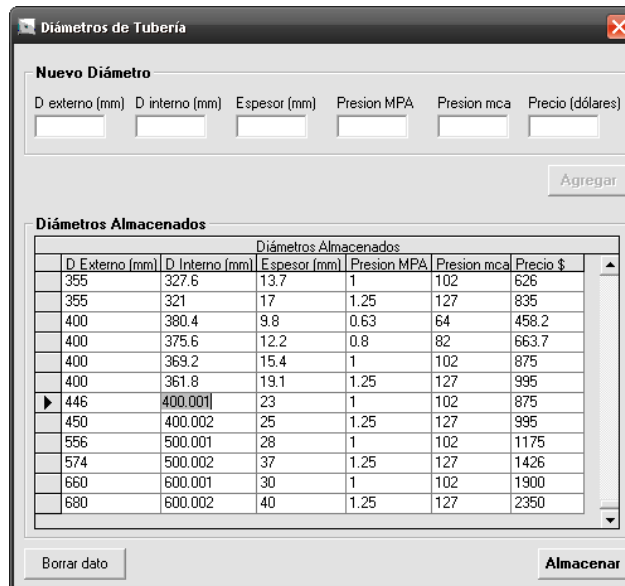 Diámetros de Tubería
Nuevo Diámetro
D externo (mm) D interno (mm) Espesor (mm) Presion MPA Presion mca Precio (dólares)
Agregar
Diámetros Almacenados
Diámetros Almacenados
D Externo (mm) D Interno (mm) Espesor (mm) Presion MPA Presion mca Precio $
355 327.6 13.7 1 102 626
355 321 17 1.25 127 835
400 380.4 9.8 0.63 64 458.2
400 375.6 12.2 0.8 82 663.7
400 369.2 15.4 1 102 875
400 361.8 19.1 1.25 127 995
446 400.001 23 1 102 875
450 400.002 25 1.25 127 995
556 500.001 28 1 102 1175
574 500.002 37 1.25 127 1426
660 600.001 30 1 102 1900
680 600.002 40 1.25 127 2350
Borrar dato Almacenar